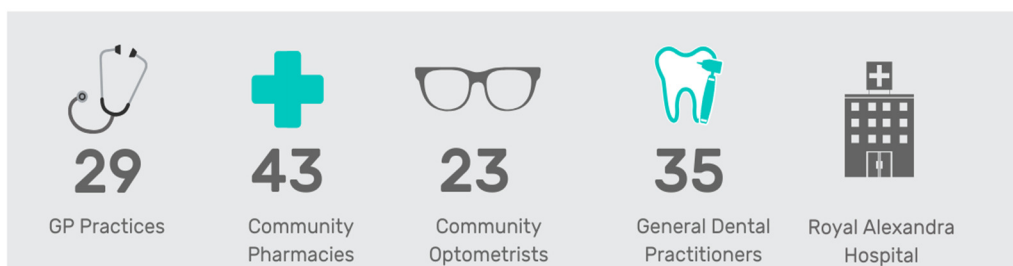 29
GP Practices
43
Community
Pharmacies
23
Community
Optometrists
35
General Dental
Practitioners
Royal Alexandra
Hospital